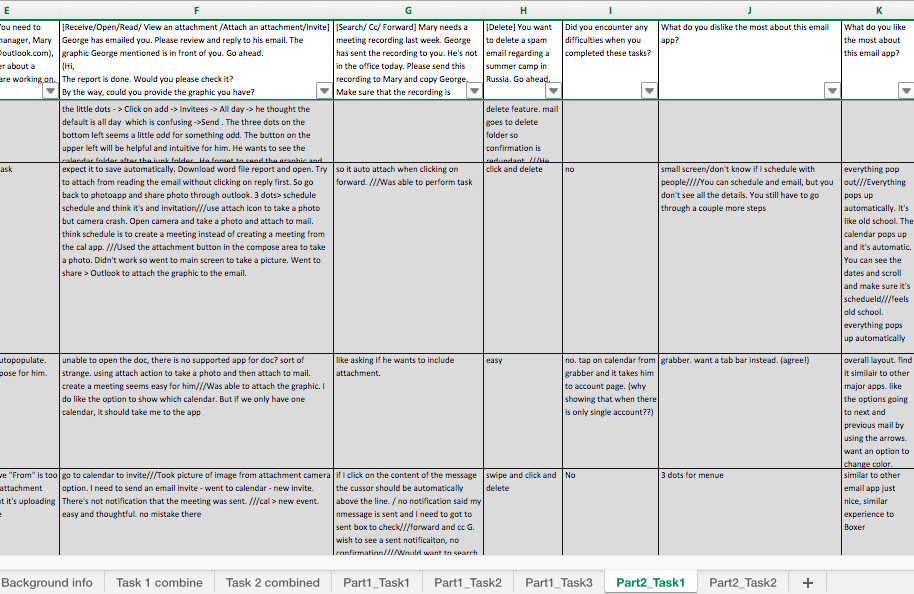 E F G H I J K
You need to
manager, Mary
outlook.com),
er about a
are working on.
[Receive/Open/Read/ View an attachment /Attach an attachment/Invite]
George has emailed you. Please review and reply to his email. The
graphic George mentioned is in front of you. Go ahead.
(Hi,
The report is done. Would you please check it?
By the way, could you provide the graphic you have?
[Search/ Cc/ Forward] Mary needs a
meeting recording last week. George
has sent the recording to you. He's not
in the office today. Please send this
recording to Mary and copy George.
Make sure that the recording is
[Delete] You want
to delete a spam
email regarding a
summer camp in
Russia. Go ahead.
Did you encounter any
difficulties when you
completed these tasks?
What do you dislike the most about this email
app?
What do you like
the most about
this email app?
the little dots - > Click on add -> Invitees -> All day -> he thought the
default is all day which is confusing ->Send . The three dots on the
bottom left seems a little odd for something odd. The button on the
upper left will be helpful and intuitive for him. He wants to see the
calendar folder after the junk folder. He forget to send the graphic and
delete feature. mail
goes to delete
folder so
confirmation is
redundant. ///He
ask
expect it to save automatically. Download word file report and open. Try
to attach from reading the email without clicking on reply first. So go
back to photoapp and share photo through outlook. 3 dots> schedule
schedule and think it's and invitation///use attach icon to take a photo
but camera crash. Open camera and take a photo and attach to mail.
think schedule is to create a meeting instead of creating a meeting from
the cal app. ///Used the attachment button in the compose area to take a
photo. Didn't work so went to main screen to take a picture. Went to
share > Outlook to attach the graphic to the email.
so it auto attach when clicking on
forward. ///Was able to perform task
click and delete
no
small screen/don't know if I schedule with
people////You can schedule and email, but you
don't see all the details. You still have to go
through a couple more steps
everything pop
out///Everything
pops up
automatically. It's
like old school. The
calendar pops up
and it's automatic.
You can see the
dates and scroll
and make sure it's
schedueld///feels
old school.
everything pops
up automatically
utopopulate.
pose for him.
unable to open the doc, there is no supported app for doc? sort of
strange. using attach action to take a photo and then attach to mail.
create a meeting seems easy for him///Was able to attach the graphic. I
do like the option to show which calendar. But if we only have one
calendar, it should take me to the app
like asking if he wants to include
attachment.
easy
no. tap on calendar from
grabber and it takes him
to account page. (why
showing that when there
is only single account??)
grabber. want a tab bar instead. (agree!)
overall layout. find
it similair to other
major apps. like
the options going
to next and
previous mail by
using the arrows.
want an option to
change color.
ve "From" is too
attachment
t it's uploading
e
go to calendar to invite///Took picture of image from attachment camera
option. I need to send an email invite - went to calendar - new invite.
There's not notification that the meeting was sent. ///cal > new event.
easy and thoughtful. no mistake there
if I click on the content of the message
the cussor should be automatically
above the line. / no notification said my
nmessage is sent and I need to got to
sent box to check///forward and cc G.
wish to see a sent notificaiton, no
confirmation////Would want to search
swipe and click and
delete
No
3 dots for menue
similar to other
email app just
nice, similar
experience to
Boxer
Background info Task 1 combine Task 2 combined Part1_Task1 Part1_Task2 Part1_Task3 Part2_Task1 Part2_Task2 +